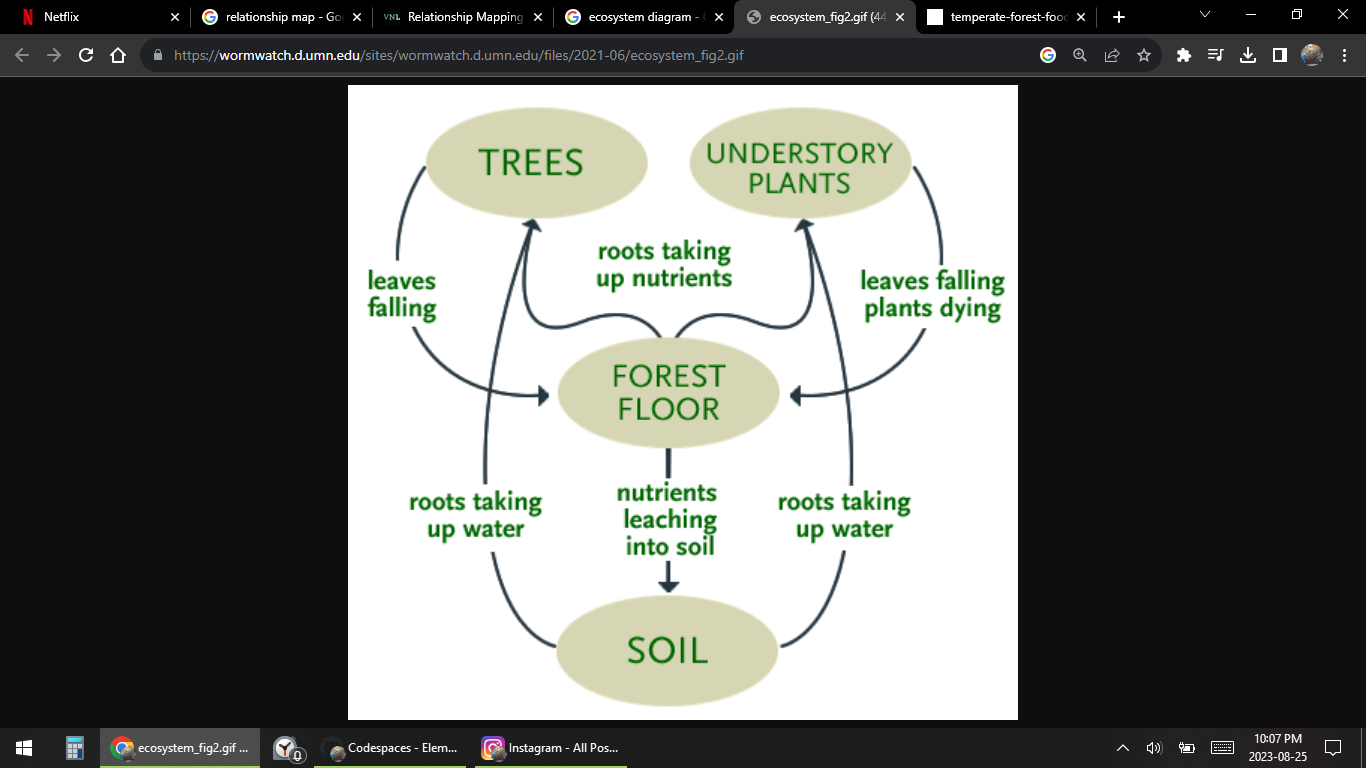 Netflix
relationship map - Goo
Relationship Mapping
ecosystem diagram - G
ecosystem_fig2.gif (44
temperate-forest-food
https://wormwatch.d.umn.edu/sites/wormwatch.d.umn.edu/files/2021-06/ecosystem_fig2.gif
TREES
UNDERSTORY
PLANTS
roots taking
up nutrients
leaves
falling
leaves falling
plants dying
FOREST
FLOOR
roots taking
up water
nutrients
leaching
into soil
roots taking
up water
SOIL
ecosystem_fig2.gif ...
Codespaces - Elem...
Instagram - All Pos...
10:07 PM
2023-08-25